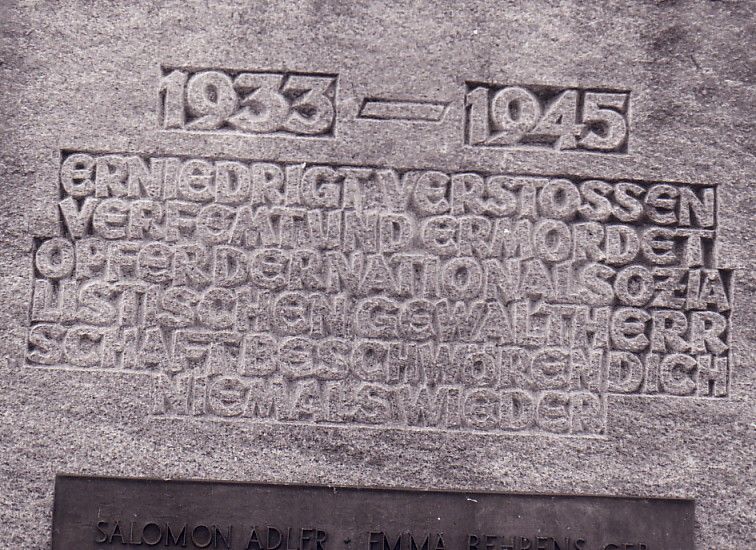 1933 — 1945
ERNIEDRIGT VERSTOSSEN
VERFEMT UND ERMORDET
OPFER DER NATIONALSOZIA
LISTISCHEN GEWALTHERR
SCHAFT BESCHWÖREN DICH
NIEMALS WIEDER
SALOMON ADLER · EMMA BEHRENS GEB